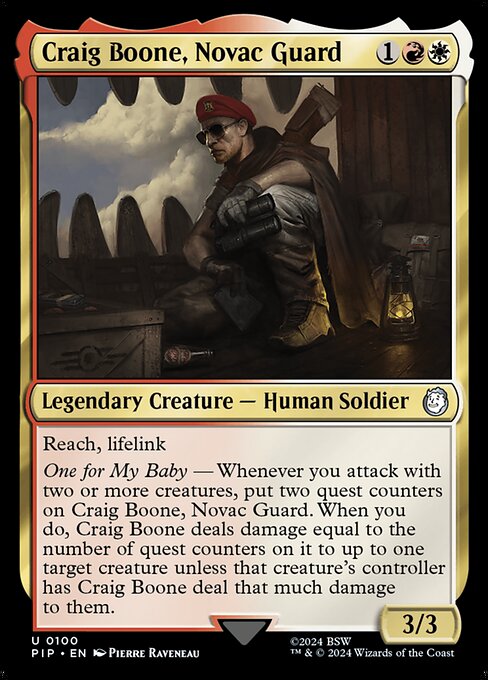 Craig Boone, Novac Guard 1
Legendary Creature — Human Soldier
Reach, lifelink
One for My Baby — Whenever you attack with
two or more creatures, put two quest counters
on Craig Boone, Novac Guard. When you
do, Craig Boone deals damage equal to the
number of quest counters on it to up to one
target creature unless that creature's controller
has Craig Boone deal that much damage
to them.
3/3
U 0100
PIP • EN Pierre Raveneau
©2024 BSW
™ & © 2024 Wizards of the Coast